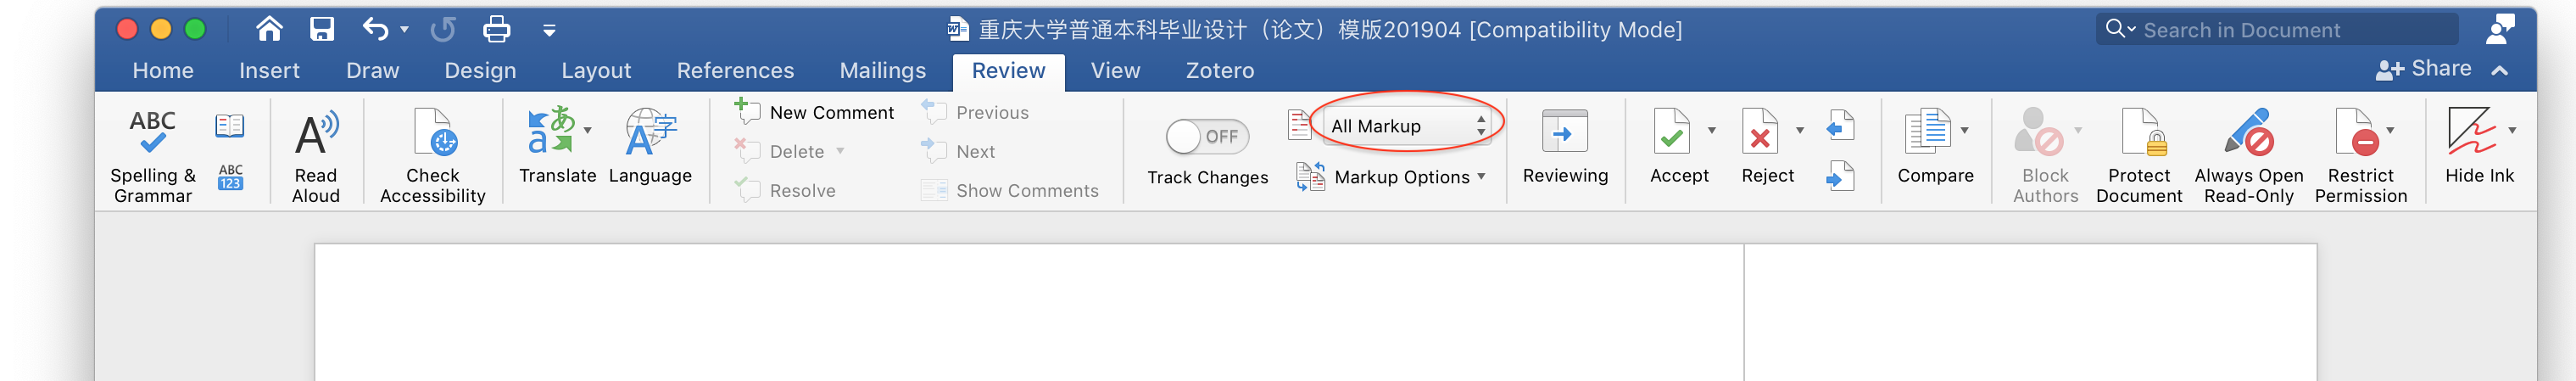 重庆大学普通本科毕业设计（论文）模版201904 [Compatibility Mode]
Search in Document
Home Insert Draw Design Layout References Mailings Review View Zotero
Share
ABC
Spelling &
Grammar
ABC
123
A
Read
Aloud
Check
Accessibility
a あ
Translate
A 字
Language
New Comment
Delete
Resolve
Previous
Next
Show Comments
OFF
Track Changes
All Markup
Markup Options
Reviewing
Accept
Reject
Compare
Block
Authors
Protect
Document
Always Open
Read-Only
Restrict
Permission
Hide Ink